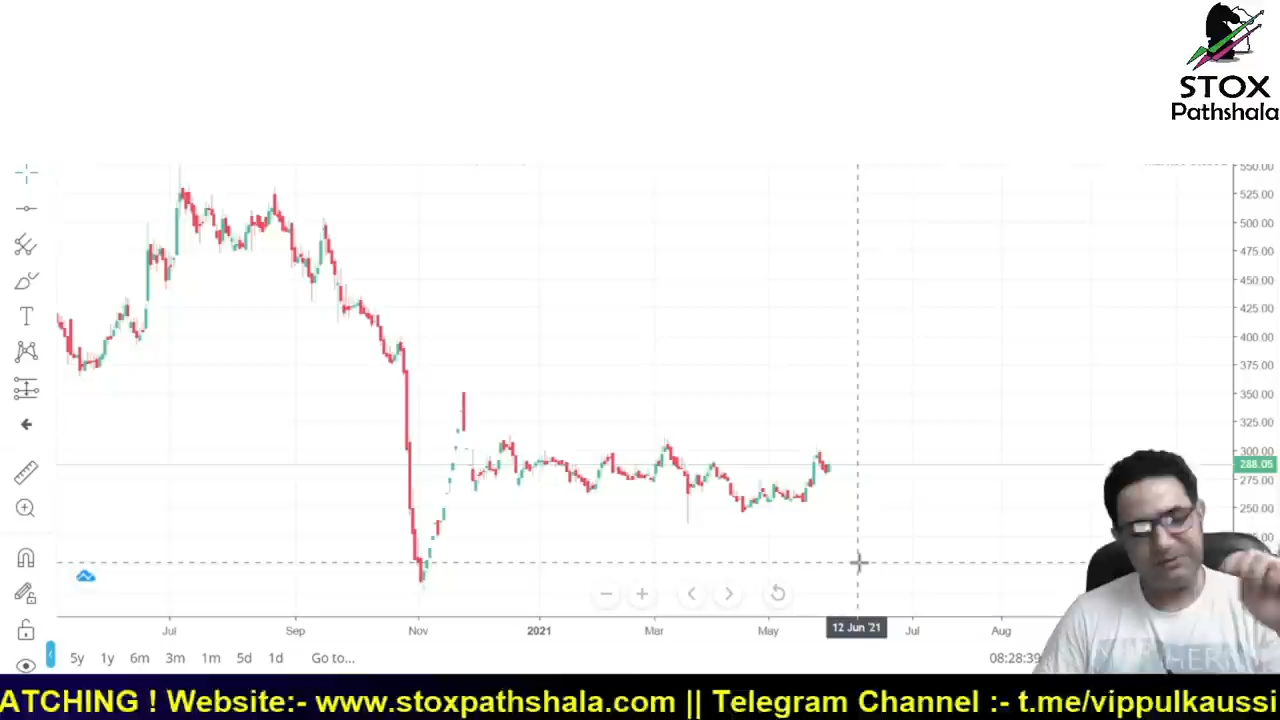 STOX
Pathshala
550.00
525.00
500.00
475.00
450.00
425.00
400.00
375.00
350.00
325.00
300.00
288.05
275.00
250.00
T
Jul
Sep
Nov
2021
Mar
May
12 Jun '21
Jul
Aug
5y 1y 6m 3m 1m 5d 1d Go to...
08:28:39
ATCHING ! Website:- www.stoxpathshala.com || Telegram Channel :- t.me/vippulkaussi